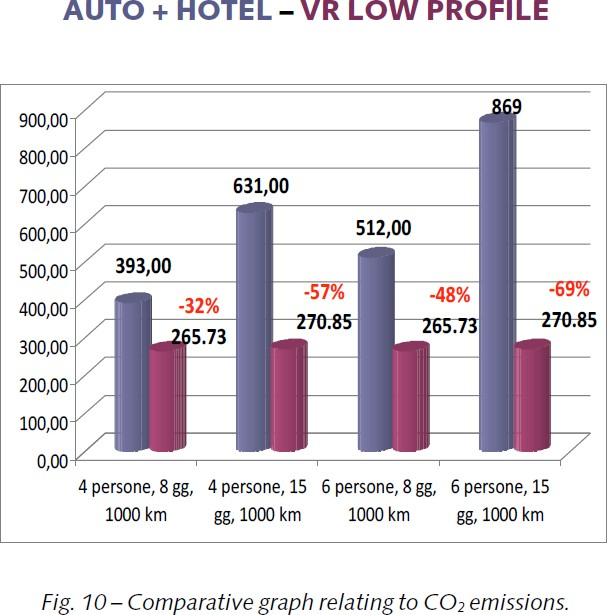 AUTO + HOTEL – VR LOW PROFILE
900,00
800,00
700,00
600,00
500,00
400,00
300,00
200,00
100,00
0,00
393,00
-32%
265.73
631,00
-57%
270.85
512,00
-48%
265.73
869
-69%
270.85
4 persone, 8 gg,
1000 km
4 persone, 15
gg, 1000 km
6 persone, 8 gg,
1000 km
6 persone, 15
gg, 1000 km
Fig. 10 – Comparative graph relating to CO₂ emissions.